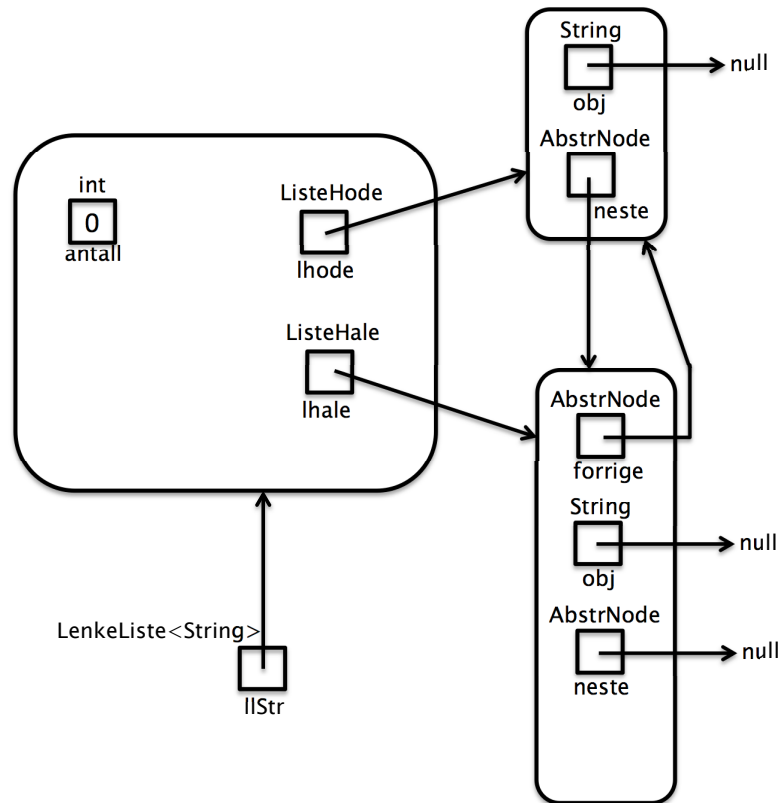 String
null
obj
AbstrNode
neste
int
0
antall
ListeHode
lhode
ListeHale
lhale
AbstrNode
forrige
String
null
obj
AbstrNode
null
neste
LenkeListe<String>
llStr